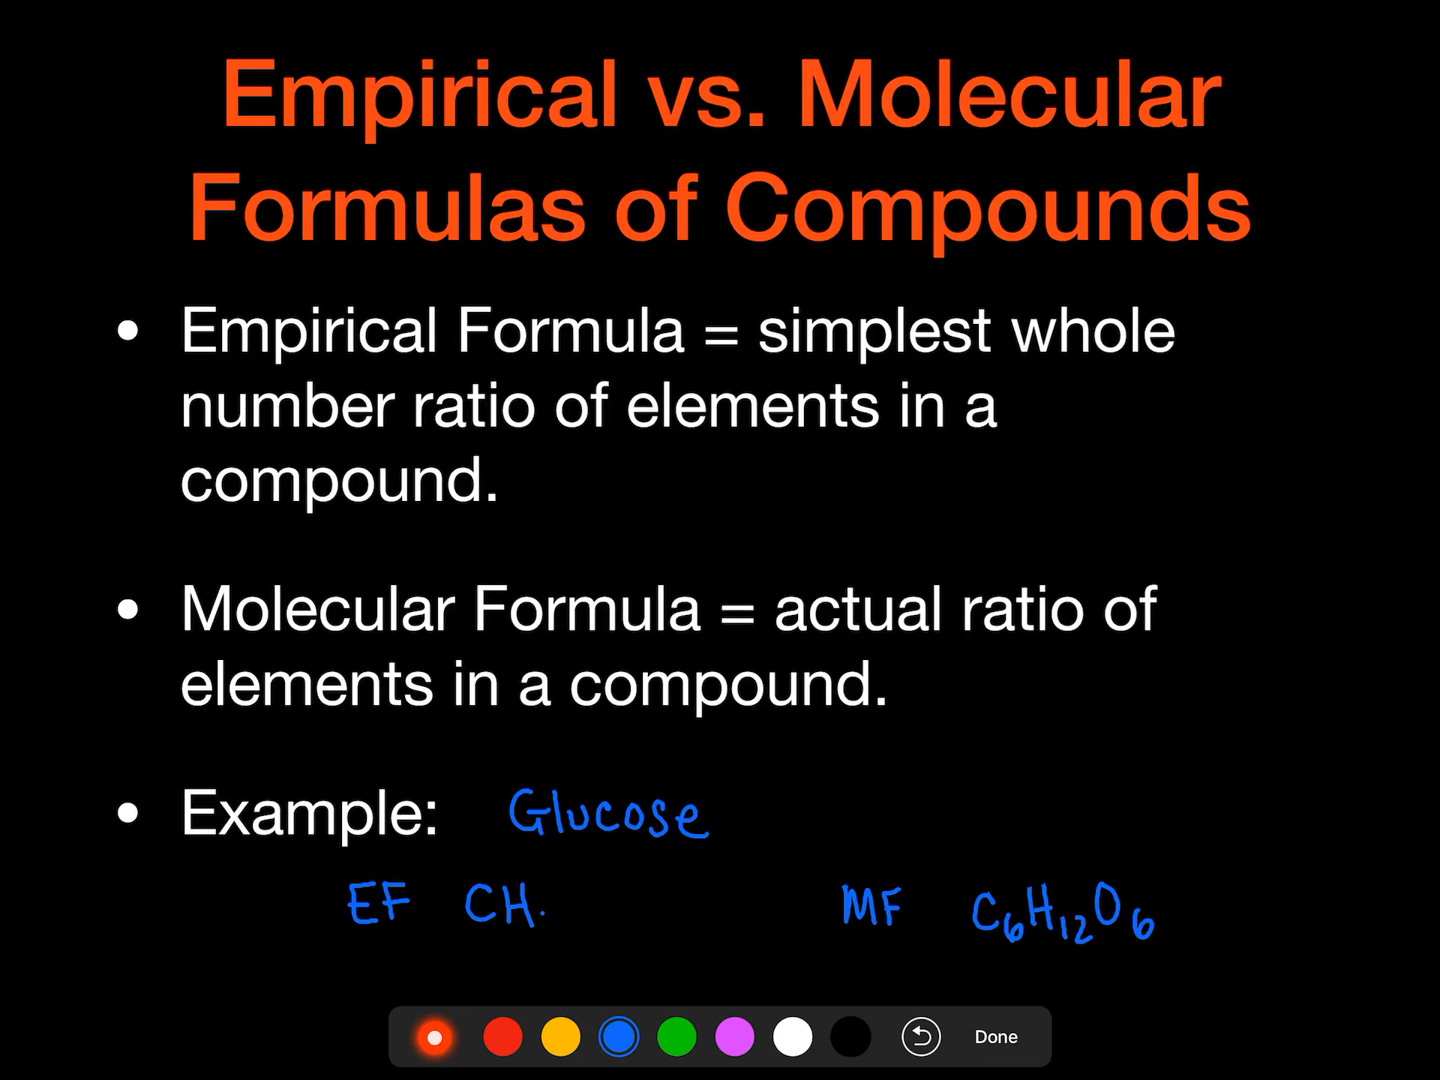 Empirical vs. Molecular
Formulas of Compounds
• Empirical Formula = simplest whole
number ratio of elements in a
compound.
• Molecular Formula = actual ratio of
elements in a compound.
• Example: Glucose
EF CH. MF C₆H₁₂O₆
Done